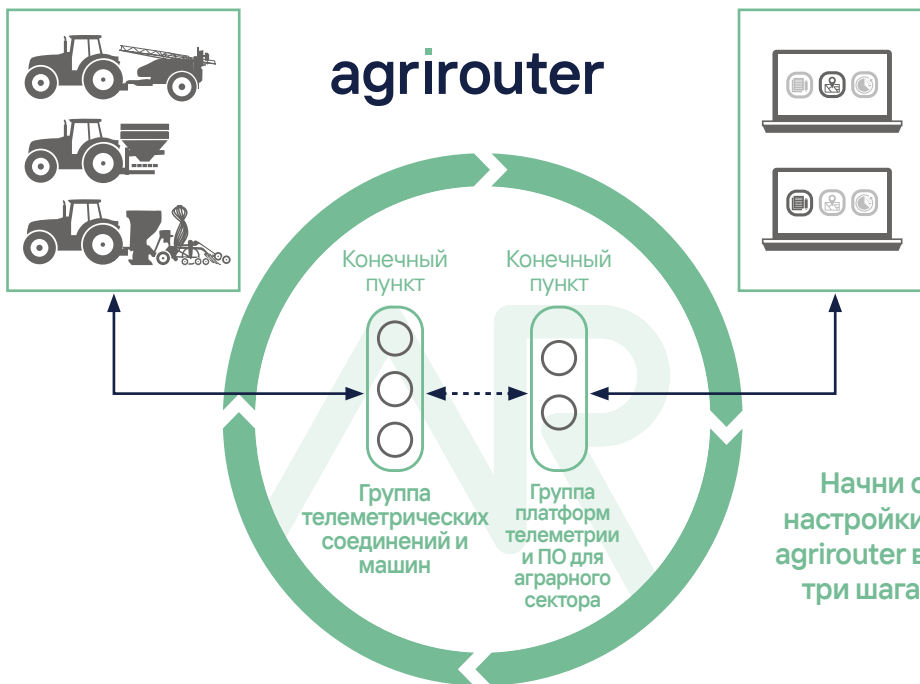 agrirouter
Конечный
пункт
Конечный
пункт
Группа
телеметрических
соединений и
машин
Группа
платформ
телеметрии
и ПО для
аграрного
сектора
Начни с
настройки
agrirouter в
три шага